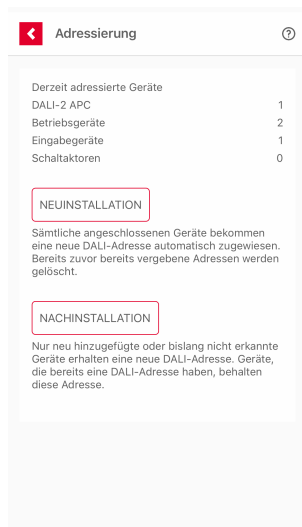 Adressierung
Derzeit adressierte Geräte
DALI-2 APC 1
Betriebsgeräte 2
Eingabegeräte 1
Schaltaktoren 0
NEUINSTALLATION
Sämtliche angeschlossenen Geräte bekommen
eine neue DALI-Adresse automatisch zugewiesen.
Bereits zuvor bereits vergebene Adressen werden
gelöscht.
NACHINSTALLATION
Nur neu hinzugefügte oder bislang nicht erkannte
Geräte erhalten eine neue DALI-Adresse. Geräte,
die bereits eine DALI-Adresse haben, behalten
diese Adresse.